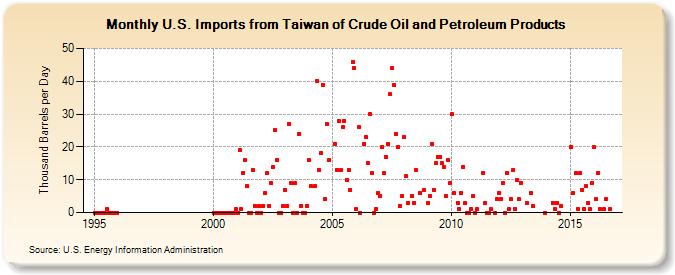 Monthly U.S. Imports from Taiwan of Crude Oil and Petroleum Products
Thousand Barrels per Day
50
40
30
20
10
0
1995 2000 2005 2010 2015
Source: U.S. Energy Information Administration